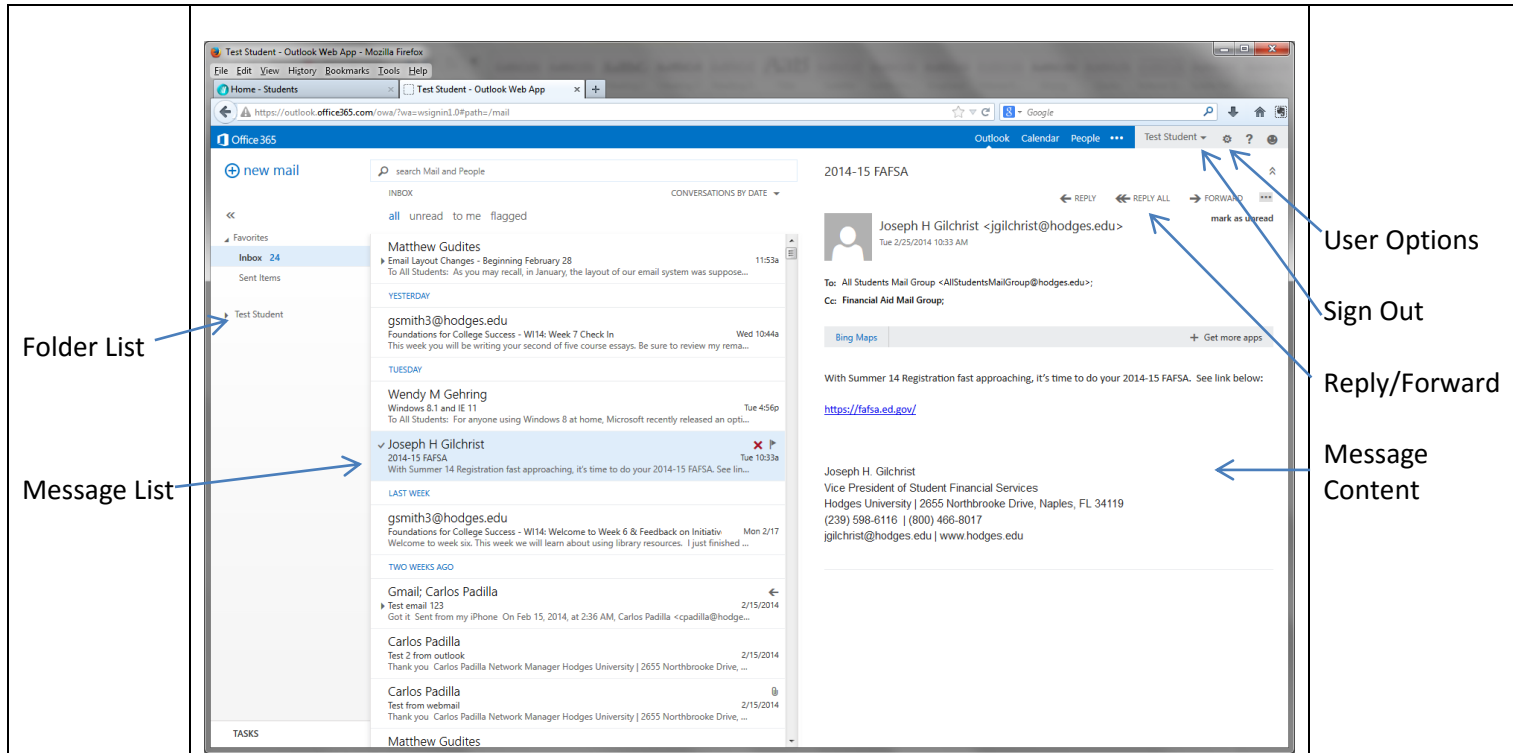 Folder List
Message List
Test Student - Outlook Web App - Mozilla Firefox
File Edit View History Bookmarks Tools Help
Home - Students
Test Student - Outlook Web App
https://outlook.office365.com/owa/?wa=wsignin1.0#path=/mail
Google
Office 365
Outlook Calendar People ••• Test Student ?
new mail
«
Favorites
Inbox 24
Sent Items
Test Student
TASKS
search Mail and People
INBOX CONVERSATIONS BY DATE
all unread to me flagged
Matthew Gudites
Email Layout Changes - Beginning February 28 11:53a
To All Students: As you may recall, in January, the layout of our email system was suppose...
YESTERDAY
gsmith3@hodges.edu
Foundations for College Success - WI14: Week 7 Check In Wed 10:44a
This week you will be writing your second of five course essays. Be sure to review my rema...
TUESDAY
Wendy M Gehring
Windows 8.1 and IE 11 Tue 4:56p
To All Students: For anyone using Windows 8 at home, Microsoft recently released an opti...
Joseph H Gilchrist
2014-15 FAFSA Tue 10:33a
With Summer 14 Registration fast approaching, it's time to do your 2014-15 FAFSA. See lin...
LAST WEEK
gsmith3@hodges.edu
Foundations for College Success - WI14: Welcome to Week 6 & Feedback on Initiativ Mon 2/17
Welcome to week six. This week we will learn about using library resources. I just finished ...
TWO WEEKS AGO
Gmail; Carlos Padilla
Test email 123 2/15/2014
Got it Sent from my iPhone On Feb 15, 2014, at 2:36 AM, Carlos Padilla <cpadilla@hodge...
Carlos Padilla
Test 2 from outlook 2/15/2014
Thank you Carlos Padilla Network Manager Hodges University | 2655 Northbrooke Drive, ...
Carlos Padilla
Test from webmail 2/15/2014
Thank you Carlos Padilla Network Manager Hodges University | 2655 Northbrooke Drive, ...
Matthew Gudites
2014-15 FAFSA
REPLY REPLY ALL FORWARD •••
mark as unread
Joseph H Gilchrist <jgilchrist@hodges.edu>
Tue 2/25/2014 10:33 AM
To: All Students Mail Group <AllStudentsMailGroup@hodges.edu>;
Cc: Financial Aid Mail Group;
Bing Maps + Get more apps
With Summer 14 Registration fast approaching, it's time to do your 2014-15 FAFSA. See link below:
https://fafsa.ed.gov/
Joseph H. Gilchrist
Vice President of Student Financial Services
Hodges University | 2655 Northbrooke Drive, Naples, FL 34119
(239) 598-6116 | (800) 466-8017
jgilchrist@hodges.edu | www.hodges.edu
User Options
Sign Out
Reply/Forward
Message
Content